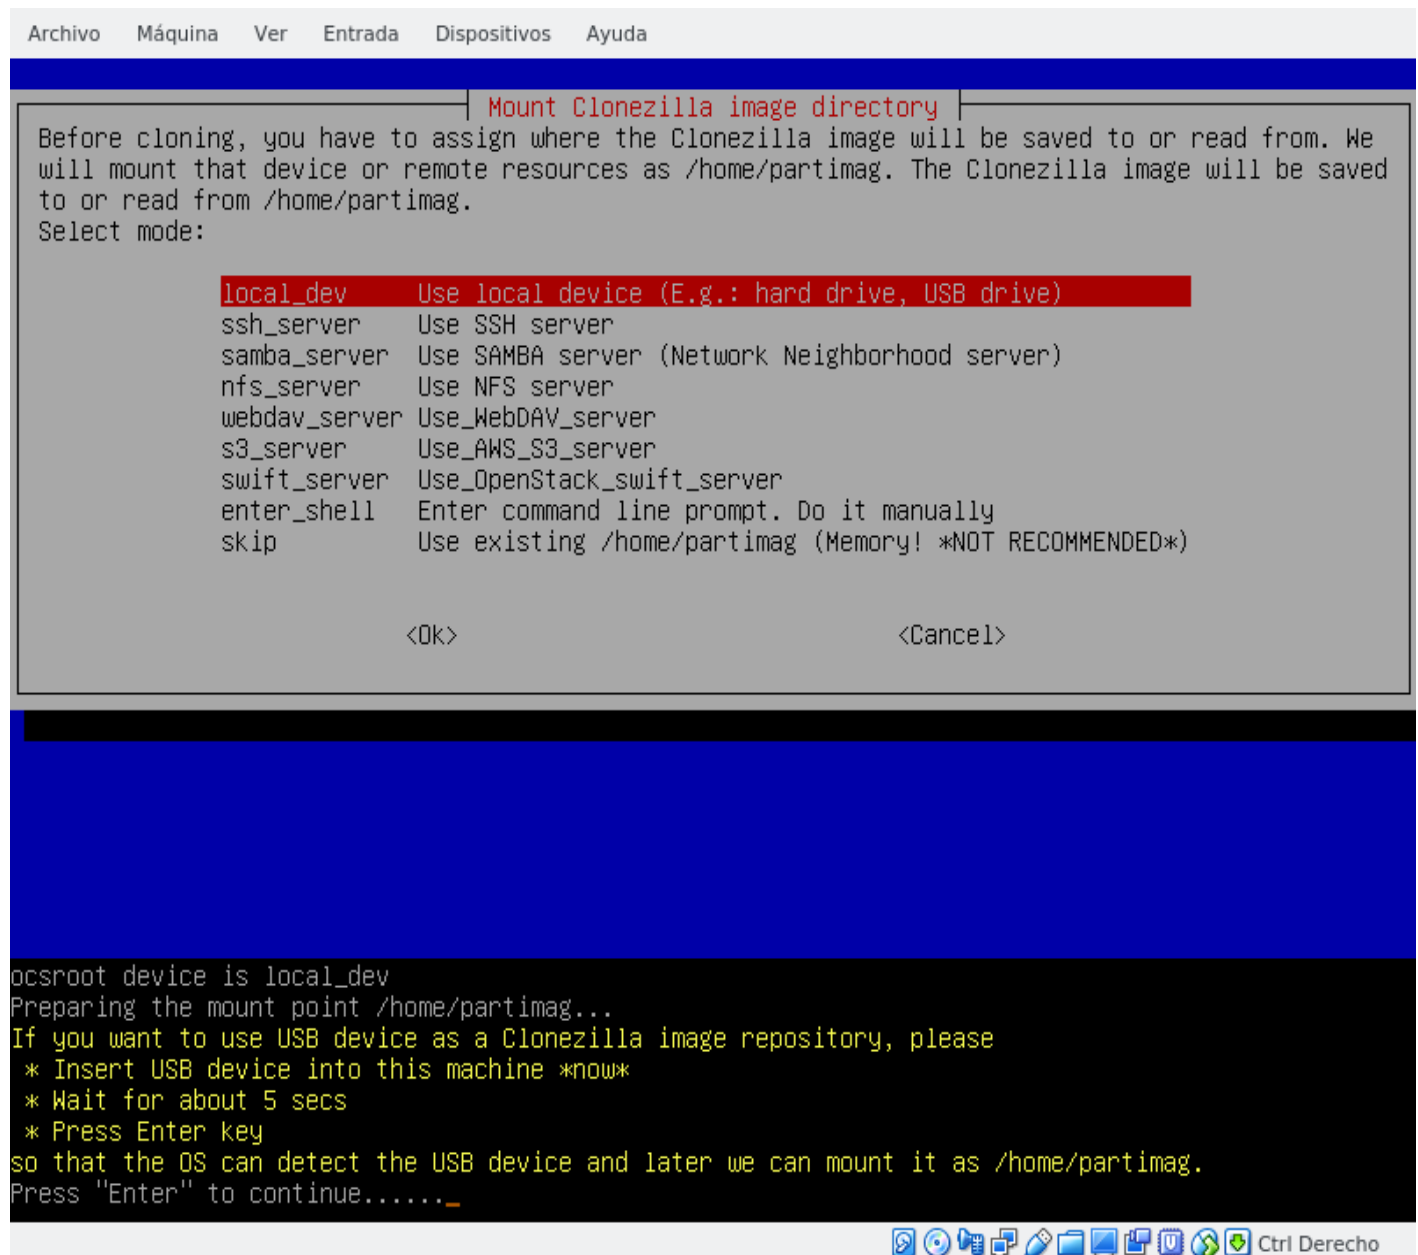 Archivo Máquina Ver Entrada Dispositivos Ayuda
Mount Clonezilla image directory
Before cloning, you have to assign where the Clonezilla image will be saved to or read from. We
will mount that device or remote resources as /home/partimag. The Clonezilla image will be saved
to or read from /home/partimag.
Select mode:
local_dev Use local device (E.g.: hard drive, USB drive)
ssh_server Use SSH server
samba_server Use SAMBA server (Network Neighborhood server)
nfs_server Use NFS server
webdav_server Use_WebDAV_server
s3_server Use_AWS_S3_server
swift_server Use_OpenStack_swift_server
enter_shell Enter command line prompt. Do it manually
skip Use existing /home/partimag (Memory! *NOT RECOMMENDED*)
<Ok> <Cancel>
ocsroot device is local_dev
Preparing the mount point /home/partimag...
If you want to use USB device as a Clonezilla image repository, please
* Insert USB device into this machine *now*
* Wait for about 5 secs
* Press Enter key
so that the OS can detect the USB device and later we can mount it as /home/partimag.
Press "Enter" to continue......_
Ctrl Derecho